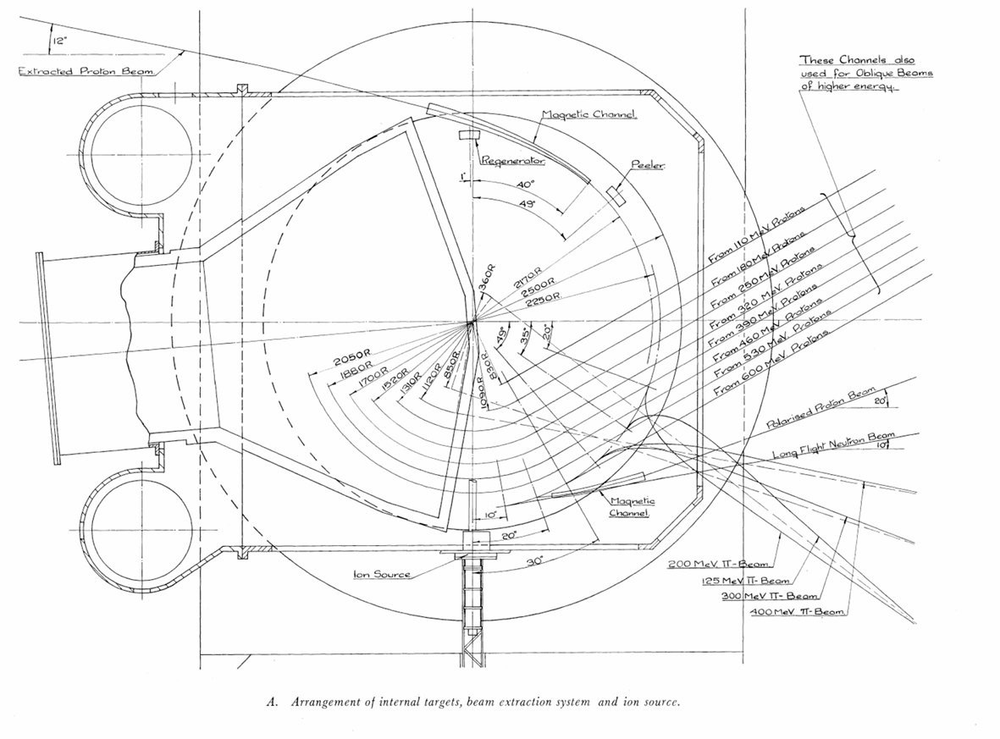 12°
Extracted Proton Beam.
These Channels also
used for Oblique Beams
of higher energy.
Magnetic Channel.
Regenerator.
Peeler.
1°
40°
49°
360R
2170R
2500R
2250R
From 110 MeV Protons
From 180 MeV Protons
From 250 MeV Protons
From 320 MeV Protons
From 390 MeV Protons
From 460 MeV Protons
From 530 MeV Protons
From 600 MeV Protons.
49°
35°
20°
2050R
1880R
1700R
1520R
1310R
1120R
850R
1090R
830R
Polarised Proton Beam
20°
Long Flight Neutron Beam
10°
Magnetic
Channel.
10°
20°
30°
Ion Source
200 MeV π-Beam.
125 MeV π-Beam.
300 MeV π-Beam.
400 MeV π-Beam.
A. Arrangement of internal targets, beam extraction system and ion source.